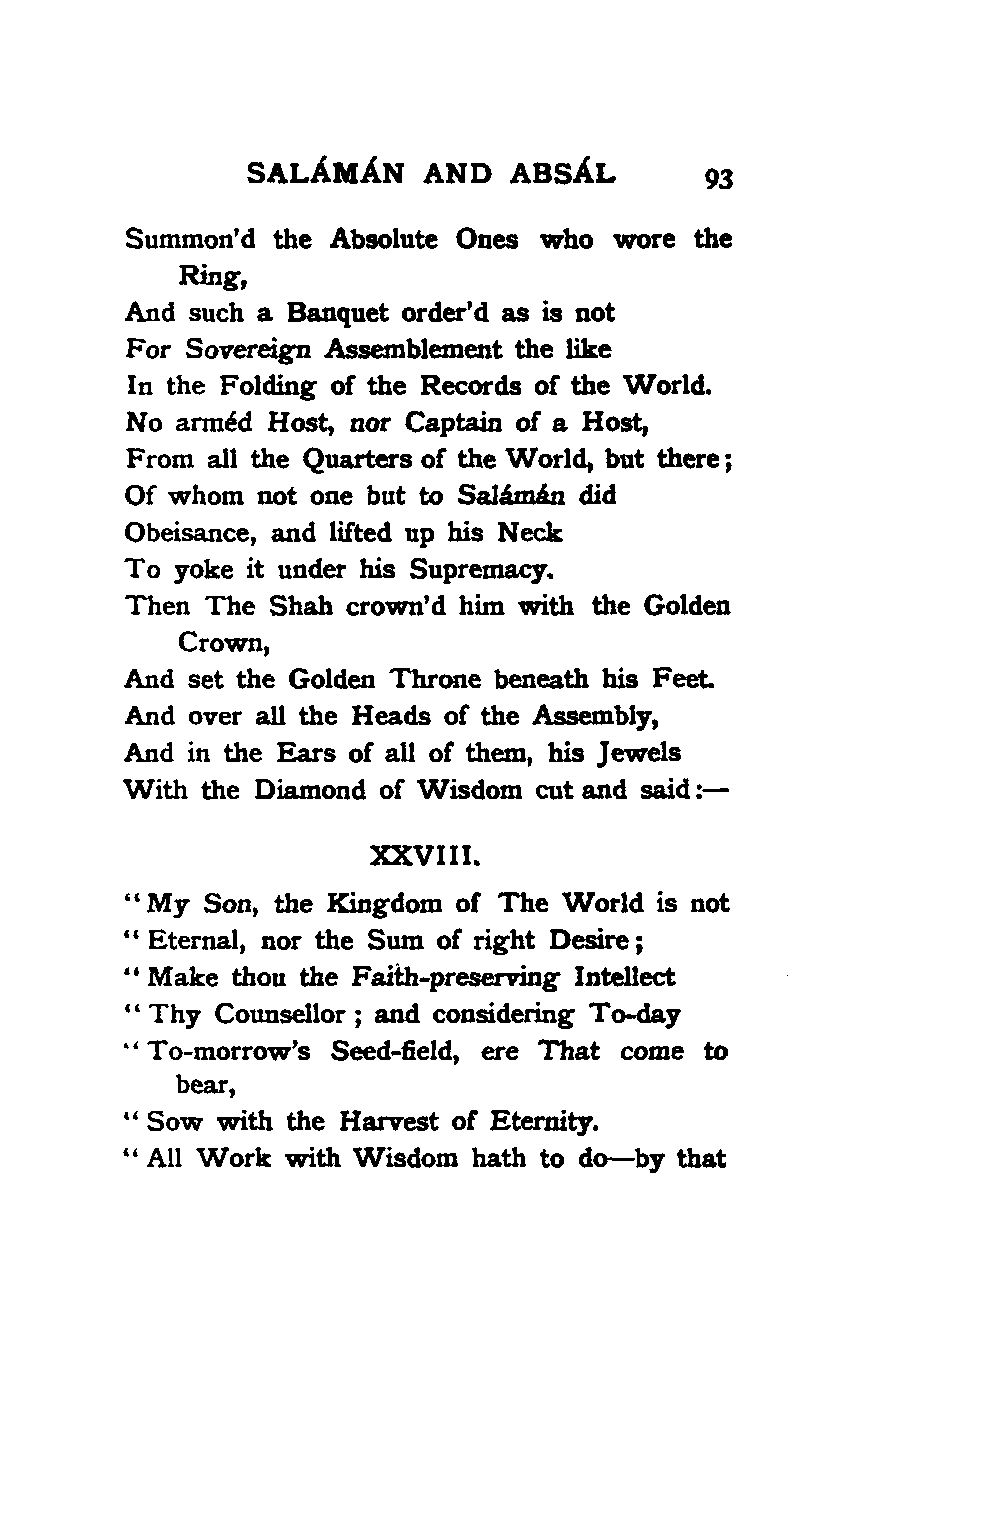 SALÁMÁN AND ABSÁL 93
Summon'd the Absolute Ones who wore the
Ring,
And such a Banquet order'd as is not
For Sovereign Assemblement the like
In the Folding of the Records of the World.
No arméd Host, nor Captain of a Host,
From all the Quarters of the World, but there;
Of whom not one but to Salámán did
Obeisance, and lifted up his Neck
To yoke it under his Supremacy.
Then The Shah crown'd him with the Golden
Crown,
And set the Golden Throne beneath his Feet.
And over all the Heads of the Assembly,
And in the Ears of all of them, his Jewels
With the Diamond of Wisdom cut and said:—
XXVIII.
"My Son, the Kingdom of The World is not
"Eternal, nor the Sum of right Desire;
"Make thou the Faith-preserving Intellect
"Thy Counsellor; and considering To-day
"To-morrow's Seed-field, ere That come to
bear,
"Sow with the Harvest of Eternity.
"All Work with Wisdom hath to do—by that